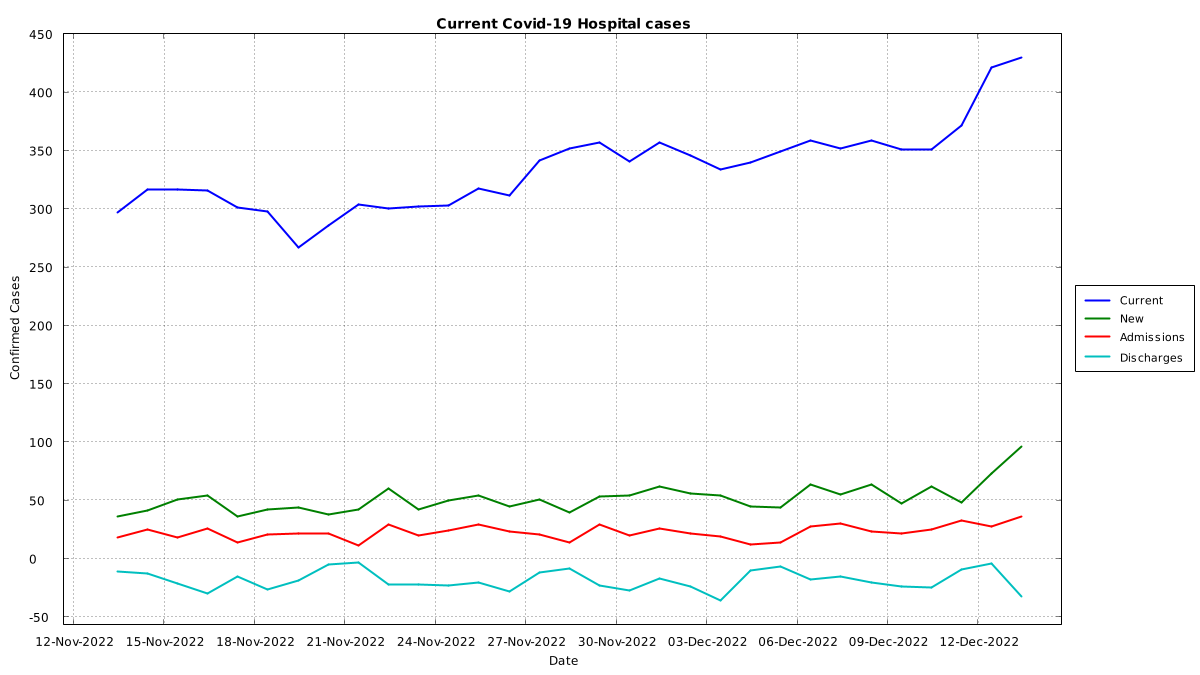 Current Covid-19 Hospital cases
450
400
350
300
250
200
150
100
50
0
-50
Confirmed Cases
12-Nov-2022 15-Nov-2022 18-Nov-2022 21-Nov-2022 24-Nov-2022 27-Nov-2022 30-Nov-2022 03-Dec-2022 06-Dec-2022 09-Dec-2022 12-Dec-2022
Date
Current
New
Admissions
Discharges